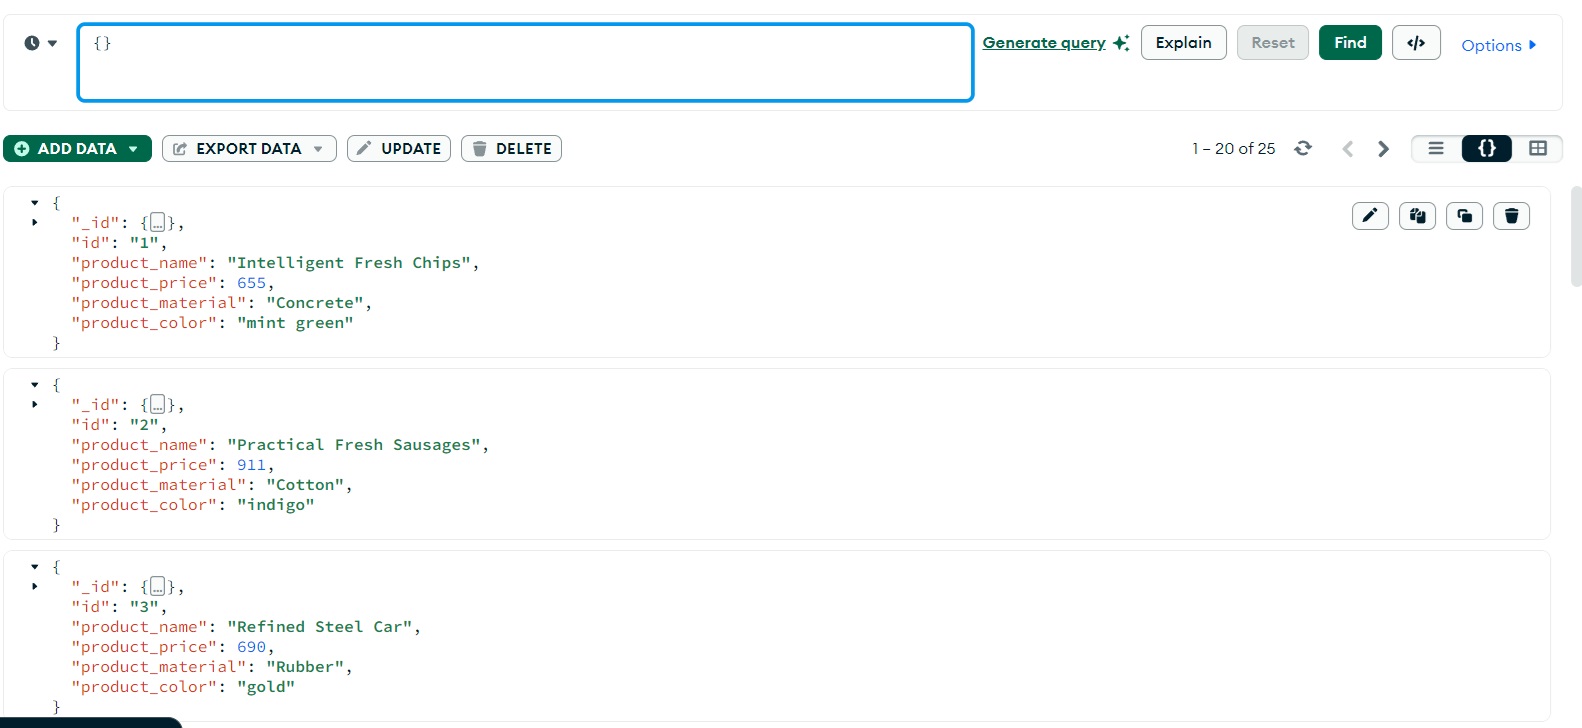 {}
Generate query
Explain
Reset
Find
</>
Options
ADD DATA
EXPORT DATA
UPDATE
DELETE
1 – 20 of 25
{}
{
"_id": {…},
"id": "1",
"product_name": "Intelligent Fresh Chips",
"product_price": 655,
"product_material": "Concrete",
"product_color": "mint green"
}
{
"_id": {…},
"id": "2",
"product_name": "Practical Fresh Sausages",
"product_price": 911,
"product_material": "Cotton",
"product_color": "indigo"
}
{
"_id": {…},
"id": "3",
"product_name": "Refined Steel Car",
"product_price": 690,
"product_material": "Rubber",
"product_color": "gold"
}